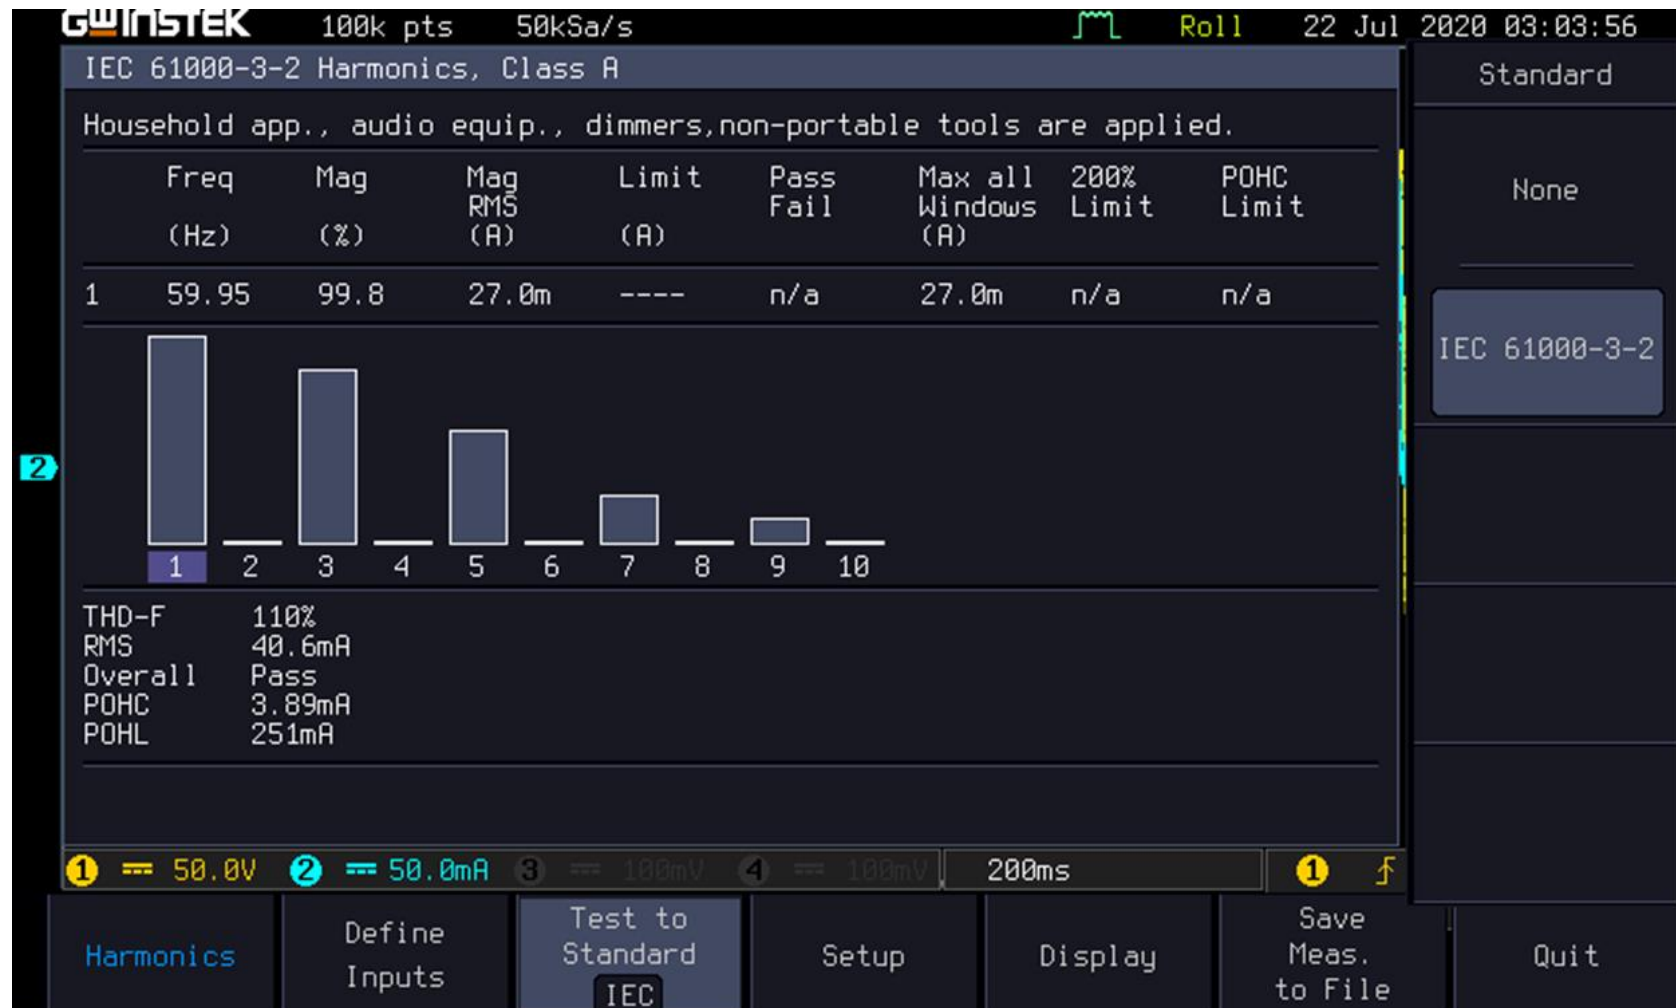 GWINSTEK 100k pts 50kSa/s Roll 22 Jul 2020 03:03:56
IEC 61000-3-2 Harmonics, Class A
Household app., audio equip., dimmers,non-portable tools are applied.
Freq Mag Mag Limit Pass Max all 200% POHC
RMS Fail Windows Limit Limit
(Hz) (%) (A) (A) (A)
1 59.95 99.8 27.0m ---- n/a 27.0m n/a n/a
2
1 2 3 4 5 6 7 8 9 10
THD-F 110%
RMS 40.6mA
Overall Pass
POHC 3.89mA
POHL 251mA
Standard
None
IEC 61000-3-2
1 50.0V 2 50.0mA 3 100mV 4 100mV 200ms 1
Harmonics
Define
Inputs
Test to
Standard
IEC
Setup
Display
Save
Meas.
to File
Quit